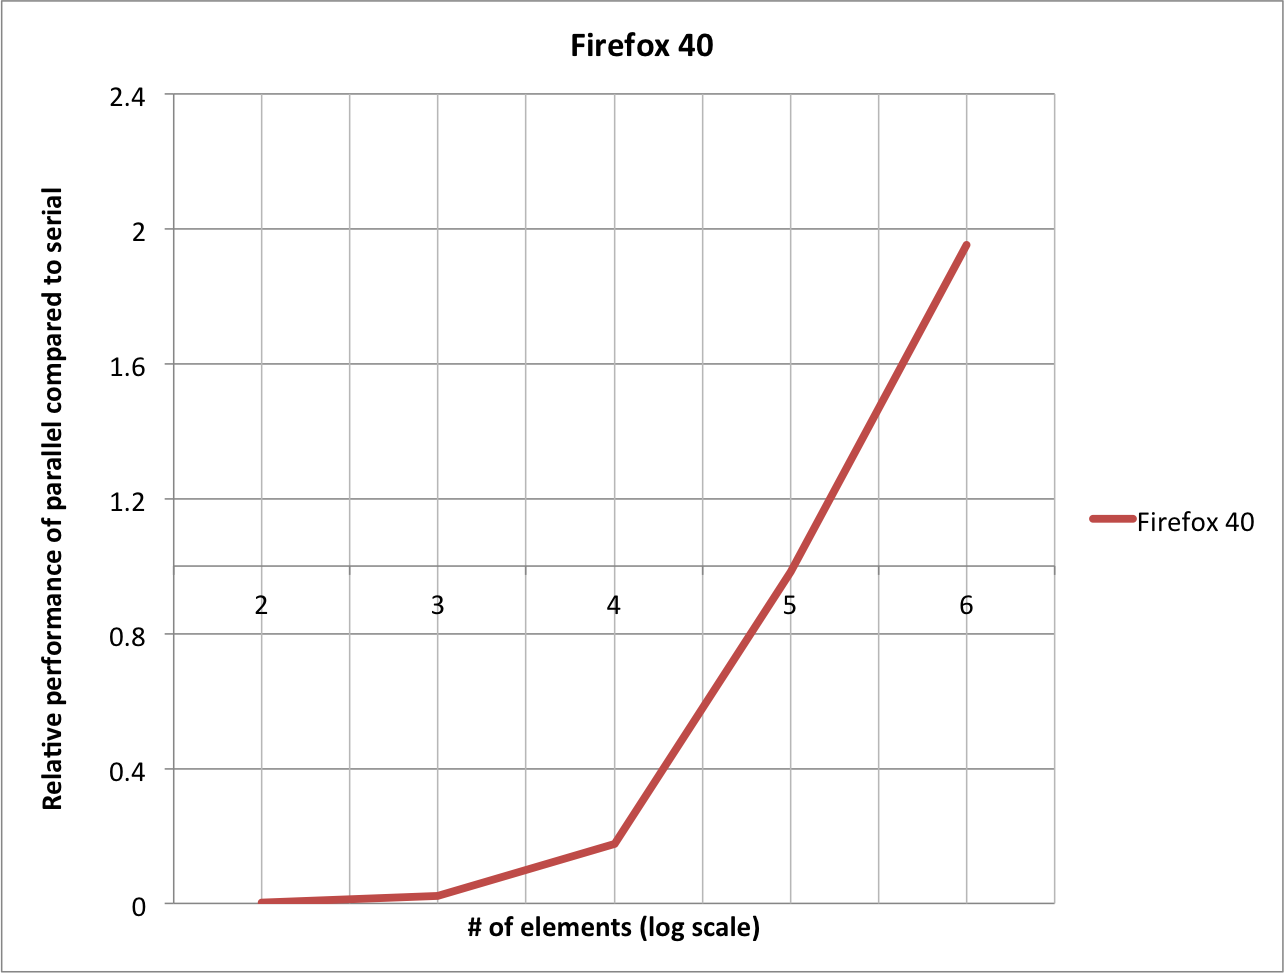 Firefox 40
2.4
2
1.6
1.2
0.8
0.4
0
Relative performance of parallel compared to serial
2 3 4 5 6
# of elements (log scale)
Firefox 40